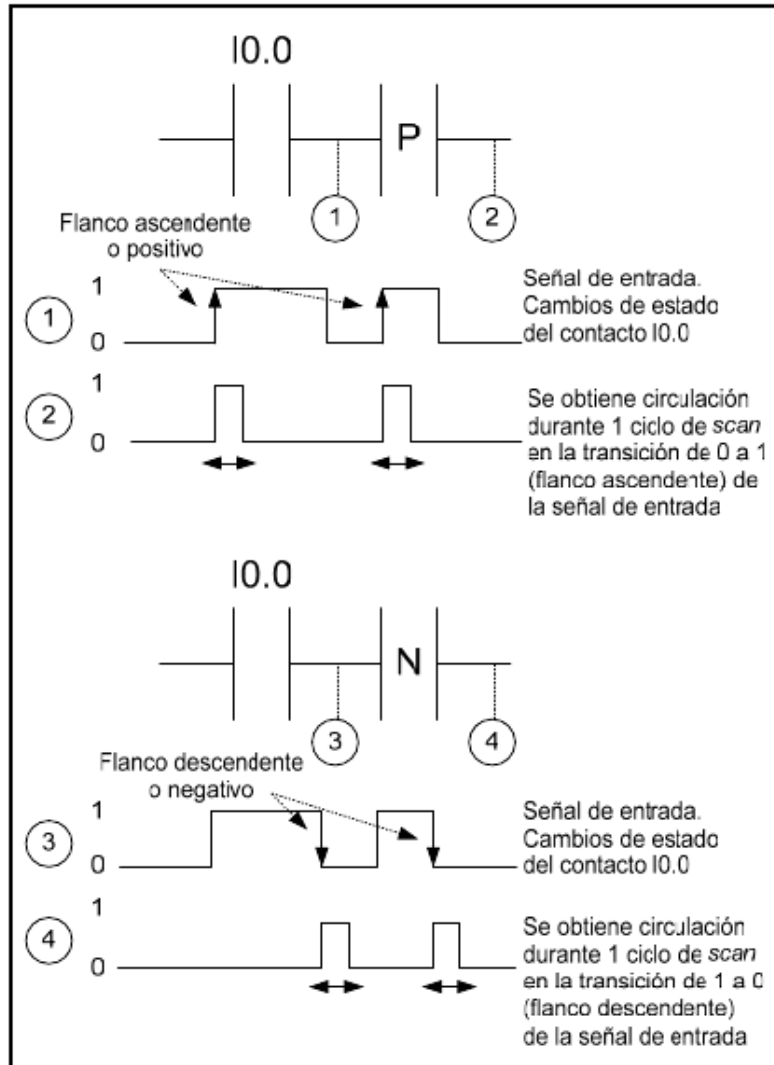 I0.0
P
1
2
Flanco ascendente
o positivo
1
1
0
Señal de entrada.
Cambios de estado
del contacto I0.0
1
2
0
Se obtiene circulación
durante 1 ciclo de scan
en la transición de 0 a 1
(flanco ascendente) de
la señal de entrada
I0.0
N
3
4
Flanco descendente
o negativo
1
3
0
Señal de entrada.
Cambios de estado
del contacto I0.0
1
4
0
Se obtiene circulación
durante 1 ciclo de scan
en la transición de 1 a 0
(flanco descendente)
de la señal de entrada